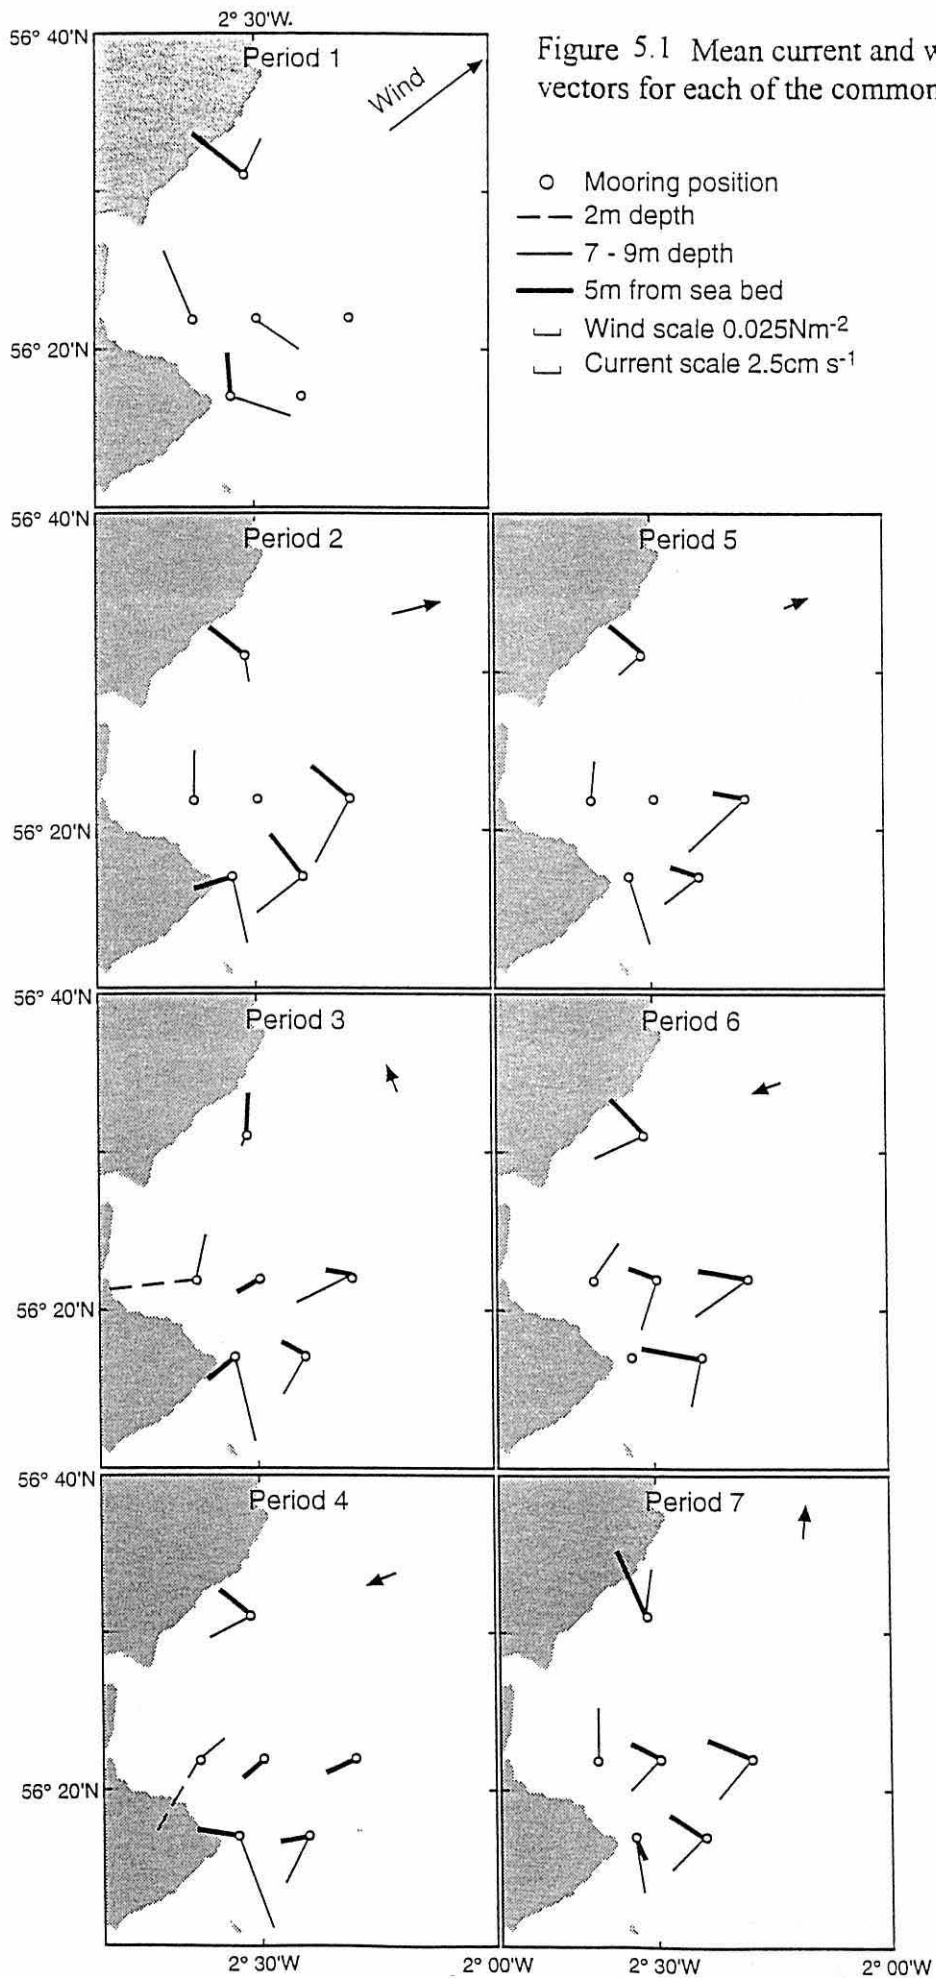 2° 30'W.
56° 40'N
Period 1
Wind
56° 20'N
Figure 5.1 Mean current and w
vectors for each of the common
Mooring position
2m depth
7 - 9m depth
5m from sea bed
Wind scale 0.025Nm-2
Current scale 2.5cm s-1
56° 40'N
Period 2
Period 5
56° 20'N
56° 40'N
Period 3
Period 6
56° 20'N
56° 40'N
Period 4
Period 7
56° 20'N
2° 30'W
2° 00'W
2° 30'W
2° 00'W